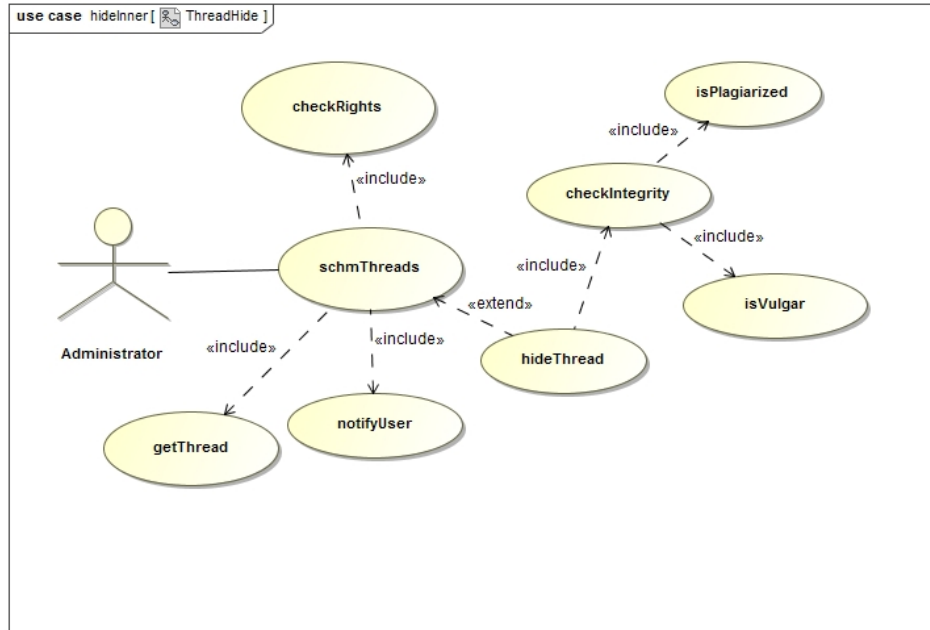 use case hideInner [ ThreadHide ]
checkRights
isPlagiarized
«include»
checkIntegrity
«include»
«include»
schmThreads
«include»
«extend»
isVulgar
Administrator
«include»
«include»
hideThread
getThread
notifyUser